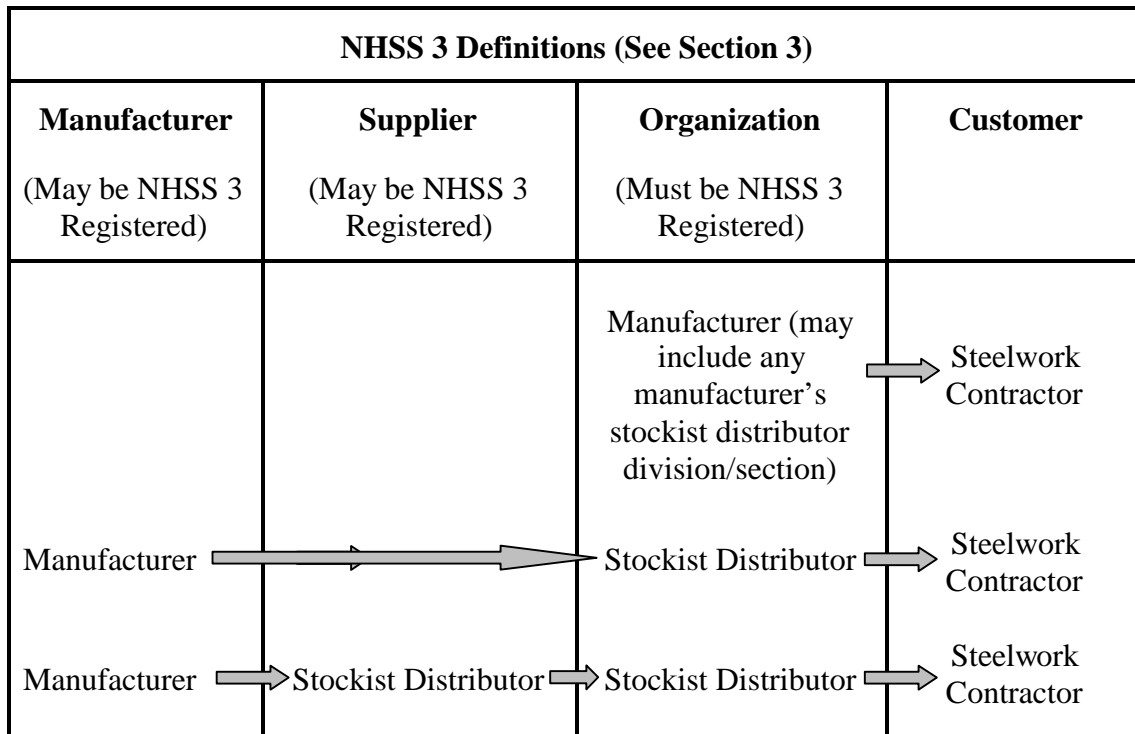 NHSS 3 Definitions (See Section 3)
Manufacturer
(May be NHSS 3
Registered)
Supplier
(May be NHSS 3
Registered)
Organization
(Must be NHSS 3
Registered)
Customer
Manufacturer (may
include any
manufacturer’s
stockist distributor
division/section)
Steelwork
Contractor
Manufacturer
Stockist Distributor
Steelwork
Contractor
Manufacturer
Stockist Distributor
Stockist Distributor
Steelwork
Contractor